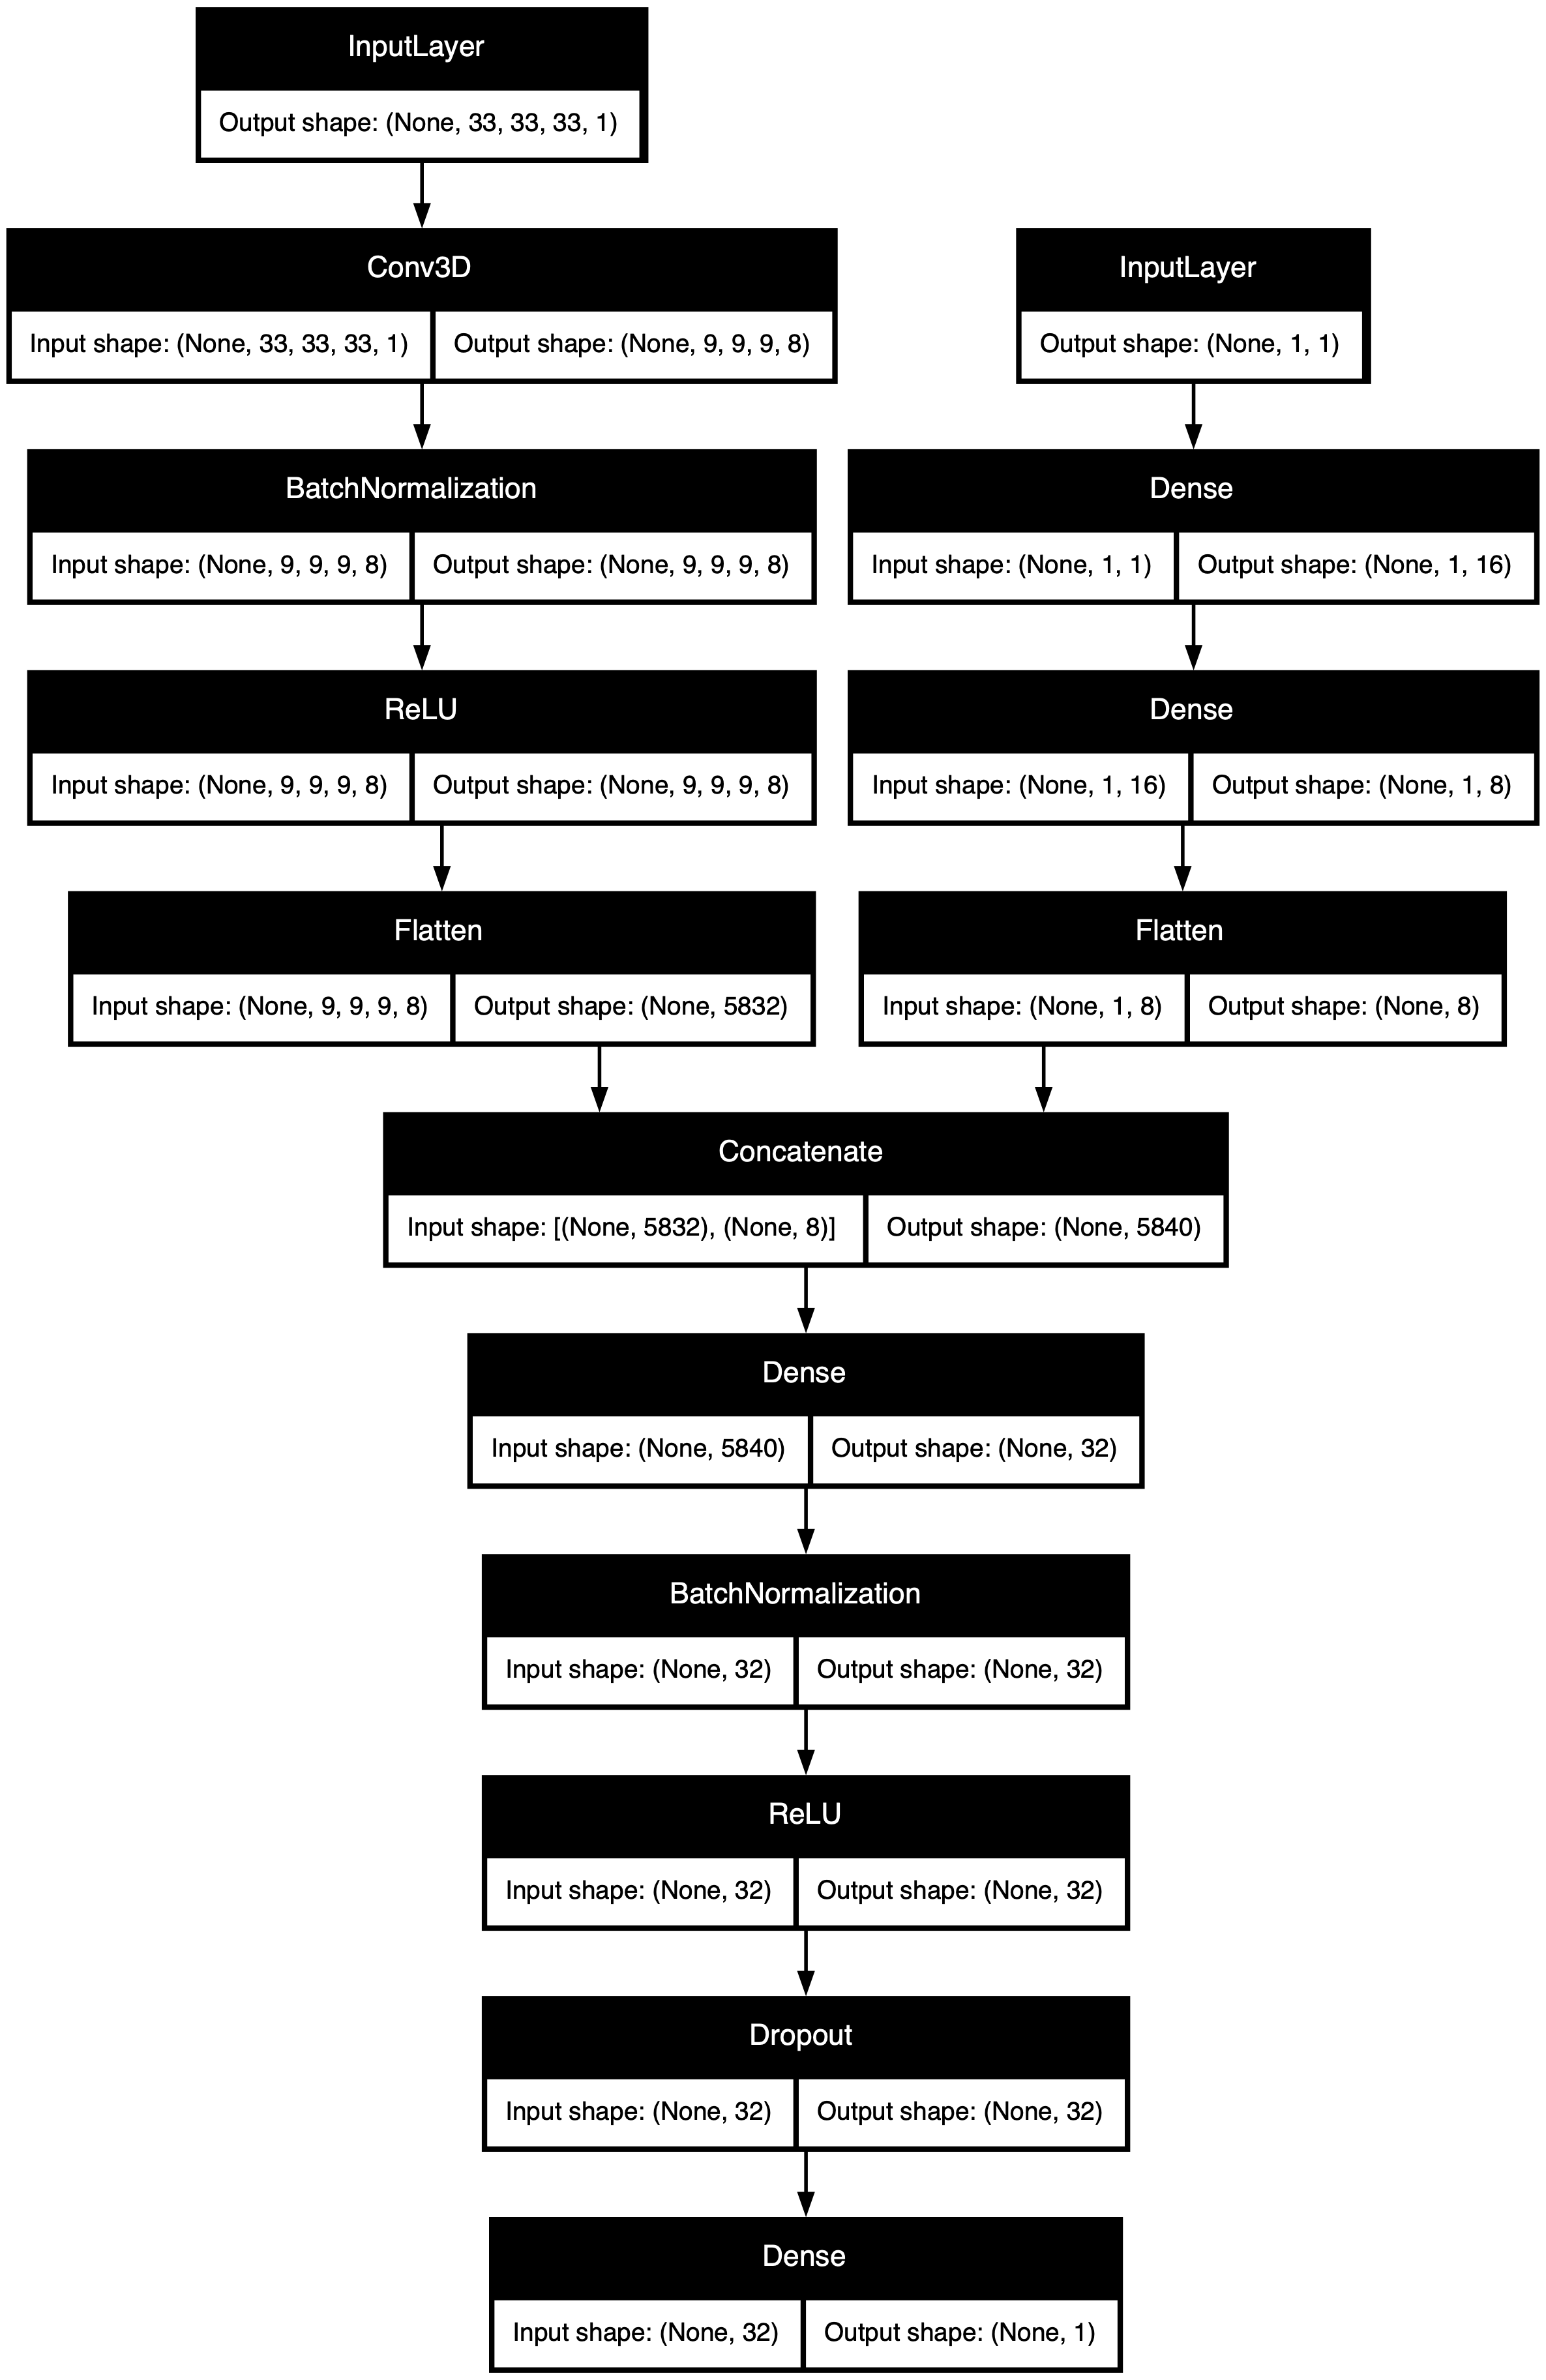 InputLayer
Output shape: (None, 33, 33, 33, 1)
Conv3D
Input shape: (None, 33, 33, 33, 1) Output shape: (None, 9, 9, 9, 8)
InputLayer
Output shape: (None, 1, 1)
BatchNormalization
Input shape: (None, 9, 9, 9, 8) Output shape: (None, 9, 9, 9, 8)
Dense
Input shape: (None, 1, 1) Output shape: (None, 1, 16)
ReLU
Input shape: (None, 9, 9, 9, 8) Output shape: (None, 9, 9, 9, 8)
Dense
Input shape: (None, 1, 16) Output shape: (None, 1, 8)
Flatten
Input shape: (None, 9, 9, 9, 8) Output shape: (None, 5832)
Flatten
Input shape: (None, 1, 8) Output shape: (None, 8)
Concatenate
Input shape: [(None, 5832), (None, 8)] Output shape: (None, 5840)
Dense
Input shape: (None, 5840) Output shape: (None, 32)
BatchNormalization
Input shape: (None, 32) Output shape: (None, 32)
ReLU
Input shape: (None, 32) Output shape: (None, 32)
Dropout
Input shape: (None, 32) Output shape: (None, 32)
Dense
Input shape: (None, 32) Output shape: (None, 1)